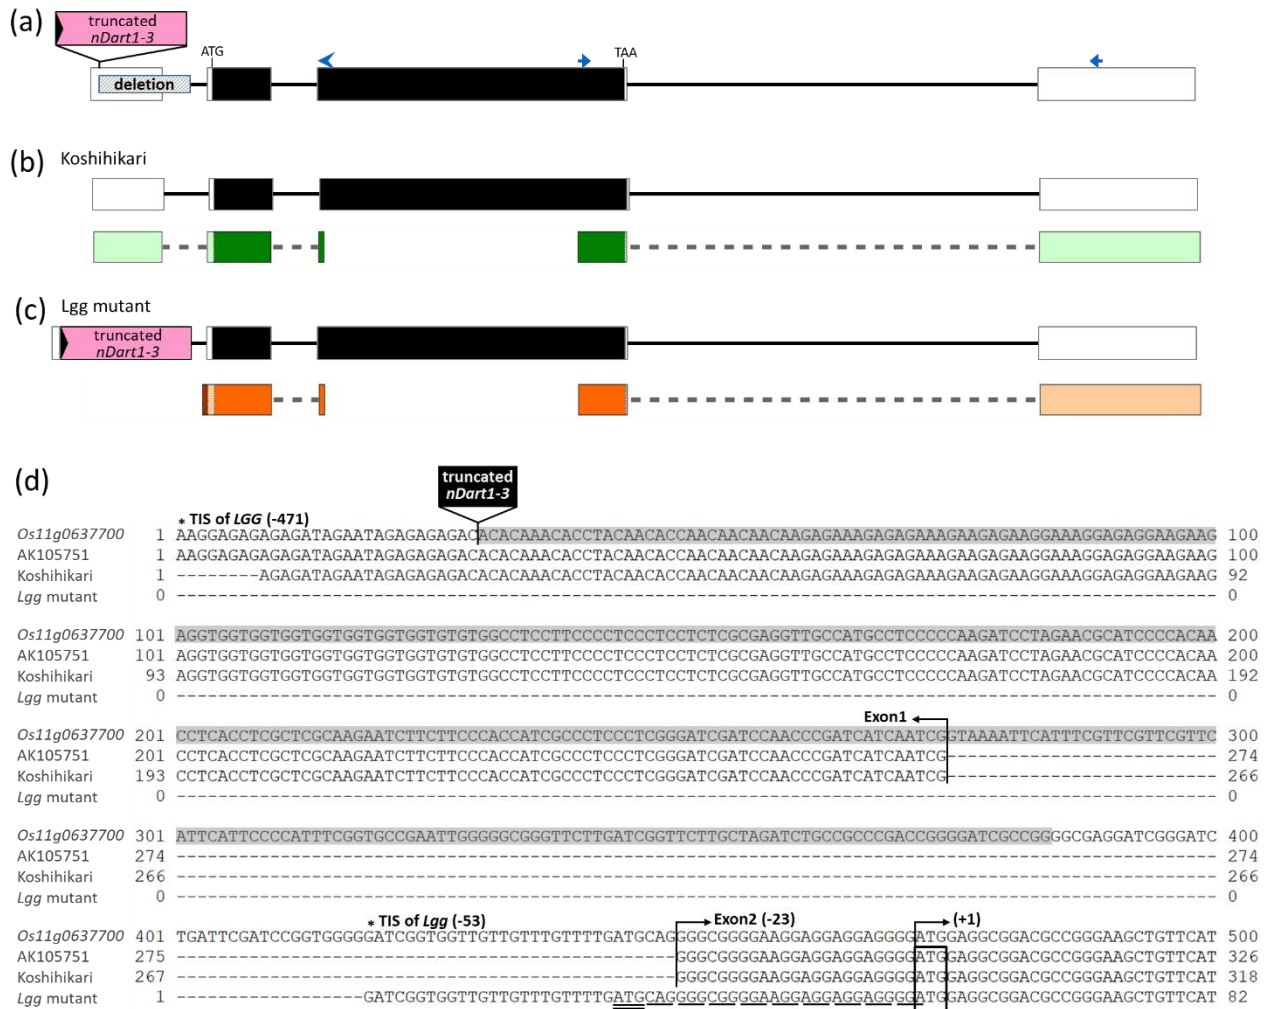 (a)
truncated
nDart1-3
ATG
TAA
deletion
(b) Koshihikari
(c) Lgg mutant
truncated
nDart1-3
(d)
truncated
nDart1-3
* TIS of LGG (-471)
Os11g0637700 1 AAGGAGAGAGAGATAGAATAGAGAGAGACACACAAACACCTACAACACCAACAACAACAAGAGAAAGAGAGAAAGAAGAGAAGGAAAGGAGAGGAAGAAG 100
AK105751 1 AAGGAGAGAGAGATAGAATAGAGAGAGACACACAAACACCTACAACACCAACAACAACAAGAGAAAGAGAGAAAGAAGAGAAGGAAAGGAGAGGAAGAAG 100
Koshihikari 1 --------AGAGATAGAATAGAGAGAGACACACAAACACCTACAACACCAACAACAACAAGAGAAAGAGAGAAAGAAGAGAAGGAAAGGAGAGGAAGAAG 92
Lgg mutant 0 ---------------------------------------------------------------------------------------------------- 0
Os11g0637700 101 AGGTGGTGGTGGTGGTGGTGGTGGTGTGTGGCCTCCTTCCCCTCCCTCCTCTCGCGAGGTTGCCATGCCTCCCCCAAGATCCTAGAACGCATCCCCACAA 200
AK105751 101 AGGTGGTGGTGGTGGTGGTGGTGGTGTGTGGCCTCCTTCCCCTCCCTCCTCTCGCGAGGTTGCCATGCCTCCCCCAAGATCCTAGAACGCATCCCCACAA 200
Koshihikari 93 AGGTGGTGGTGGTGGTGGTGGTGGTGTGTGGCCTCCTTCCCCTCCCTCCTCTCGCGAGGTTGCCATGCCTCCCCCAAGATCCTAGAACGCATCCCCACAA 192
Lgg mutant 0 ---------------------------------------------------------------------------------------------------- 0
Exon1
Os11g0637700 201 CCTCACCTCGCTCGCAAGAATCTTCTTCCCACCATCGCCCTCCCTCGGGATCGATCCAACCCGATCATCAATCGGTAAAATTCATTTCGTTCGTTCGTTC 300
AK105751 201 CCTCACCTCGCTCGCAAGAATCTTCTTCCCACCATCGCCCTCCCTCGGGATCGATCCAACCCGATCATCAATCG-------------------------- 274
Koshihikari 193 CCTCACCTCGCTCGCAAGAATCTTCTTCCCACCATCGCCCTCCCTCGGGATCGATCCAACCCGATCATCAATCG-------------------------- 266
Lgg mutant 0 ---------------------------------------------------------------------------------------------------- 0
Os11g0637700 301 ATTCATTCCCCATTTCGGTGCCGAATTGGGGGCGGGTTCTTGATCGGTTCTTGCTAGATCTGCCGCCCGACCGGGGATCGCCGGGGCGAGGATCGGGATC 400
AK105751 274 ---------------------------------------------------------------------------------------------------- 274
Koshihikari 266 ---------------------------------------------------------------------------------------------------- 266
Lgg mutant 0 ---------------------------------------------------------------------------------------------------- 0
* TIS of Lgg (-53)
Exon2 (-23)
(+1)
Os11g0637700 401 TGATTCGATCCGGTGGGGGATCGGTGGTTGTTGTTTGTTTTGATGCAGGGGCGGGGAAGGAGGAGGAGGGGATGGAGGCGGACGCCGGGAAGCTGTTCAT 500
AK105751 275 ------------------------------------------------GGGCGGGGAAGGAGGAGGAGGGGATGGAGGCGGACGCCGGGAAGCTGTTCAT 326
Koshihikari 267 ------------------------------------------------GGGCGGGGAAGGAGGAGGAGGGGATGGAGGCGGACGCCGGGAAGCTGTTCAT 318
Lgg mutant 1 ------------------GATCGGTGGTTGTTGTTTGTTTTGATGCAGGGGCGGGGAAGGAGGAGGAGGGGATGGAGGCGGACGCCGGGAAGCTGTTCAT 82